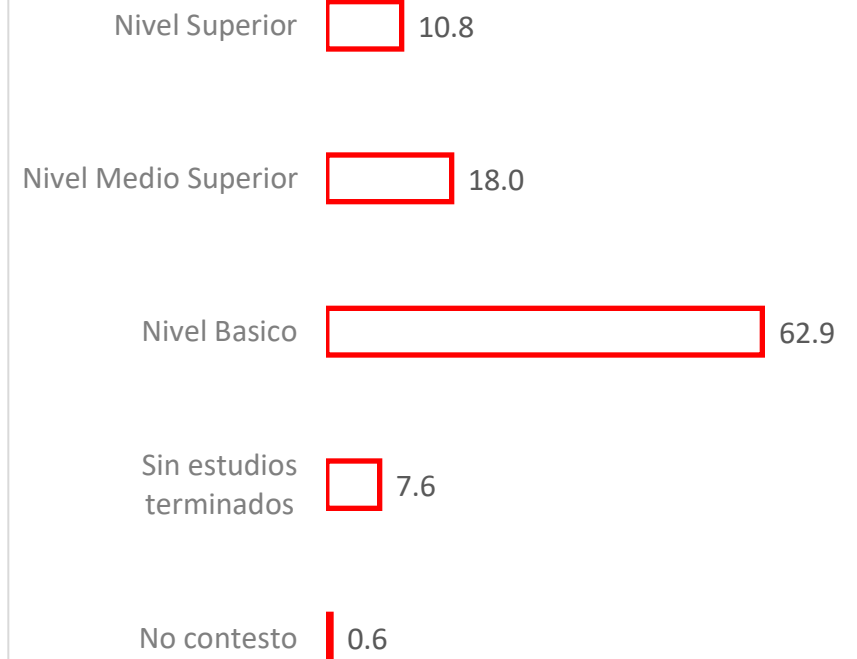 Nivel Superior 10.8
Nivel Medio Superior 18.0
Nivel Basico 62.9
Sin estudios
terminados 7.6
No contesto 0.6